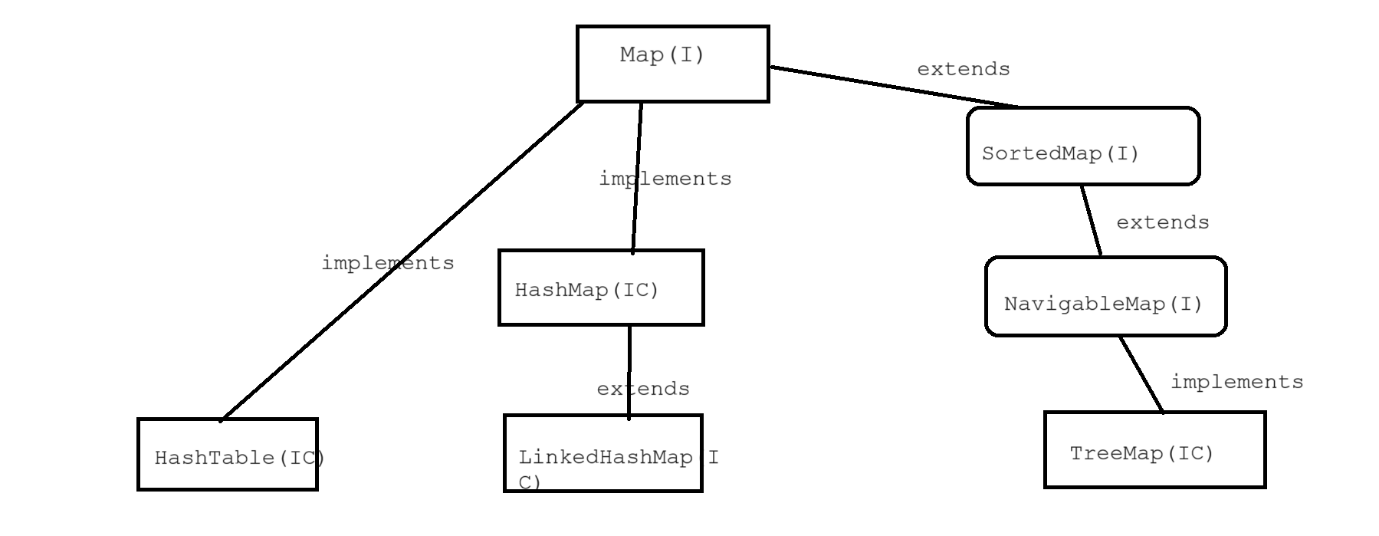 Map(I)
extends
SortedMap(I)
implements
extends
implements
HashMap(IC)
NavigableMap(I)
extends
implements
HashTable(IC)
LinkedHashMap(I
C)
TreeMap(IC)